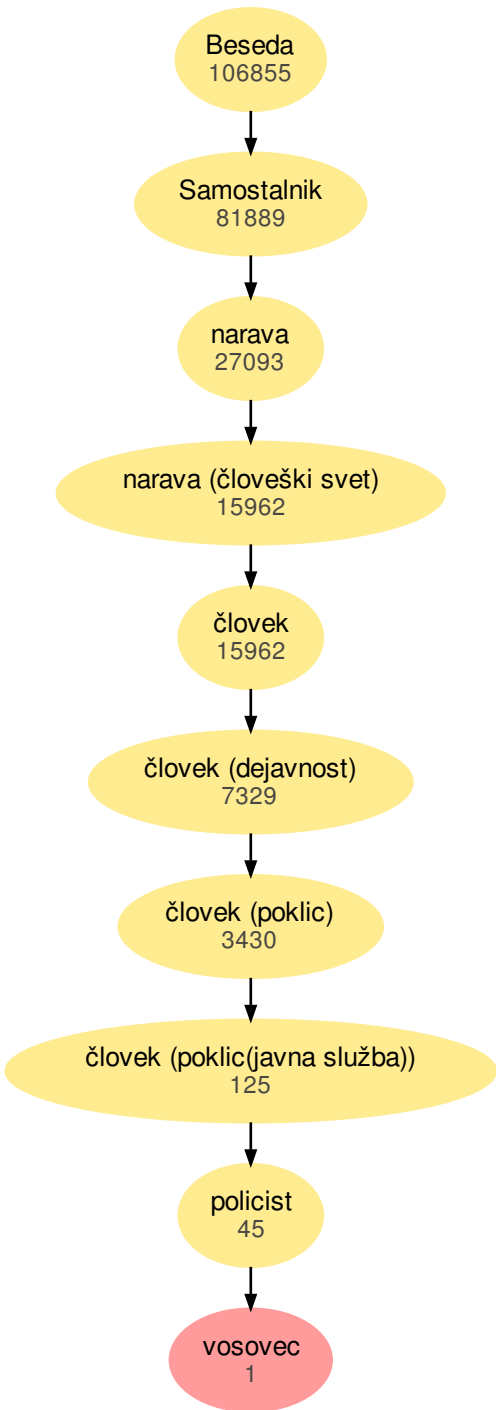 Beseda
106855
Samostalnik
81889
narava
27093
narava (človeški svet)
15962
človek
15962
človek (dejavnost)
7329
človek (poklic)
3430
človek (poklic(javna služba))
125
policist
45
vosovec
1